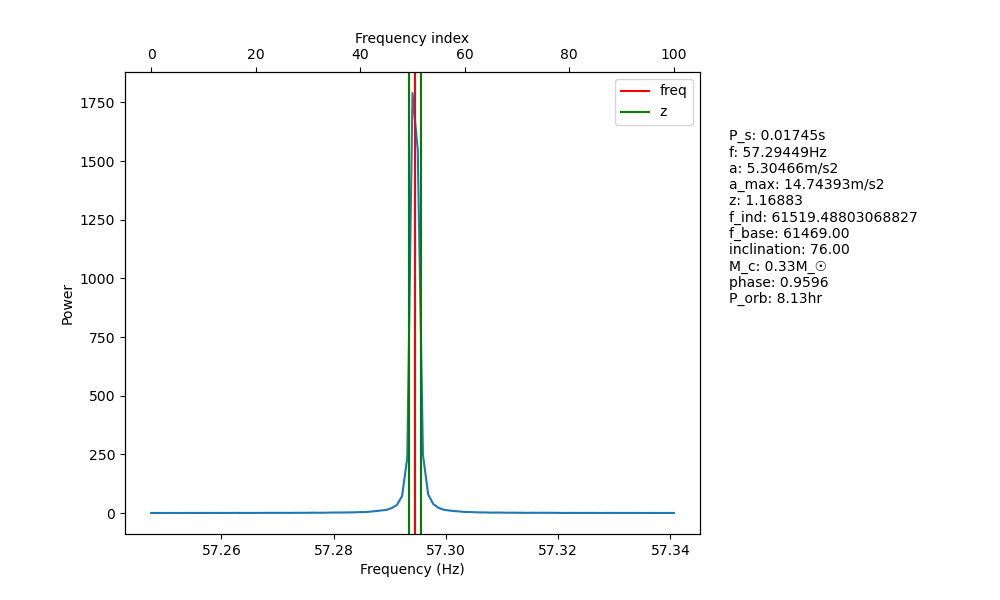 Frequency index
0 20 40 60 80 100
freq
z
1750
1500
1250
1000
750
500
250
0
Power
57.26 57.28 57.30 57.32 57.34
Frequency (Hz)
P_s: 0.01745s
f: 57.29449Hz
a: 5.30466m/s2
a_max: 14.74393m/s2
z: 1.16883
f_ind: 61519.48803068827
f_base: 61469.00
inclination: 76.00
M_c: 0.33M_☉
phase: 0.9596
P_orb: 8.13hr